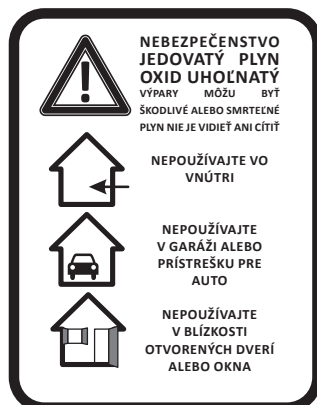 NEBEZPEČENSTVO
JEDOVATÝ PLYN
OXID UHOĽNATÝ
VÝPARY MÔŽU BYŤ
ŠKODLIVÉ ALEBO SMRTEĽNÉ
PLYN NIE JE VIDIEŤ ANI CÍTIŤ
NEPOUŽÍVAJTE VO
VNÚTRI
NEPOUŽÍVAJTE
V GARÁŽI ALEBO
PRÍSTREŠKU PRE
AUTO
NEPOUŽÍVAJTE
V BLÍZKOSTI
OTVORENÝCH DVERÍ
ALEBO OKNA